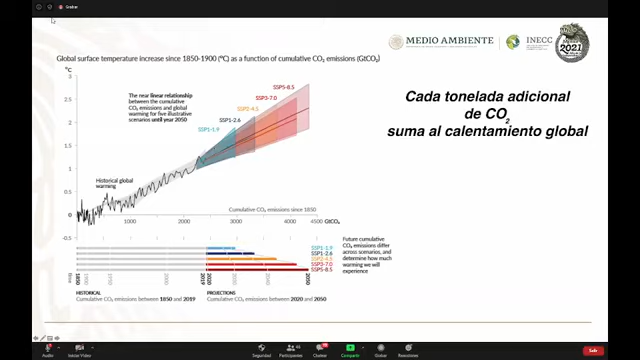 Grabar
MEDIO AMBIENTE
INECC
2021
Global surface temperature increase since 1850-1900 (°C) as a function of cumulative CO₂ emissions (GtCO₂)
°C
3
2.5
2
1.5
1
0.5
0
-0.5
The near linear relationship
between the cumulative
CO₂ emissions and global
warming for five illustrative
scenarios until year 2050
SSP5-8.5
SSP3-7.0
SSP2-4.5
SSP1-2.6
SSP1-1.9
Historical global
warming
Cumulative CO₂ emissions since 1850
1000
2000
3000
4000
4500 GtCO₂
Cada tonelada adicional
de CO₂
suma al calentamiento global
SSP1-1.9
SSP1-2.6
SSP2-4.5
SSP3-7.0
SSP5-8.5
Future cumulative
CO₂ emissions differ
across scenarios, and
determine how much
warming we will
experience
1850
2019
2020
2050
HISTORICAL
Cumulative CO₂ emissions between 1850 and 2019
PROJECTIONS
Cumulative CO₂ emissions between 2020 and 2050
Audio
Iniciar Video
Seguridad
Participantes
Chatear
Compartir
Grabar
Reacciones
Salir